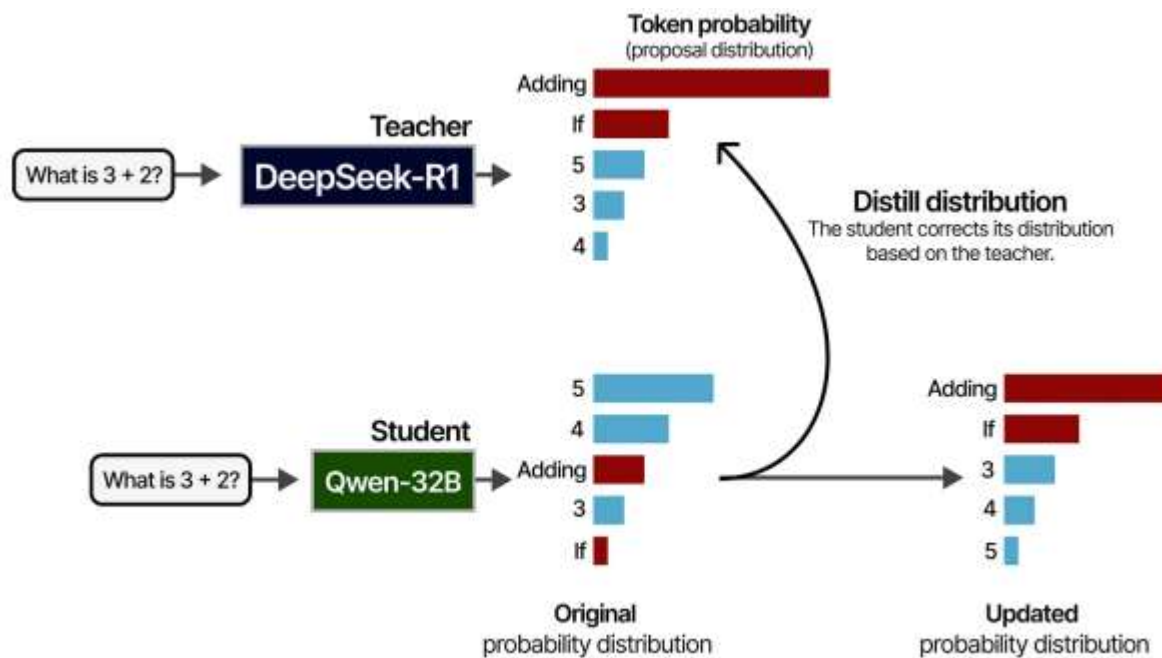 Token probability
(proposal distribution)
Adding
If
5
3
4
Teacher
What is 3 + 2?
DeepSeek-R1
Distill distribution
The student corrects its distribution
based on the teacher.
5
4
Adding
3
If
Student
What is 3 + 2?
Qwen-32B
Adding
If
3
4
5
Original
probability distribution
Updated
probability distribution